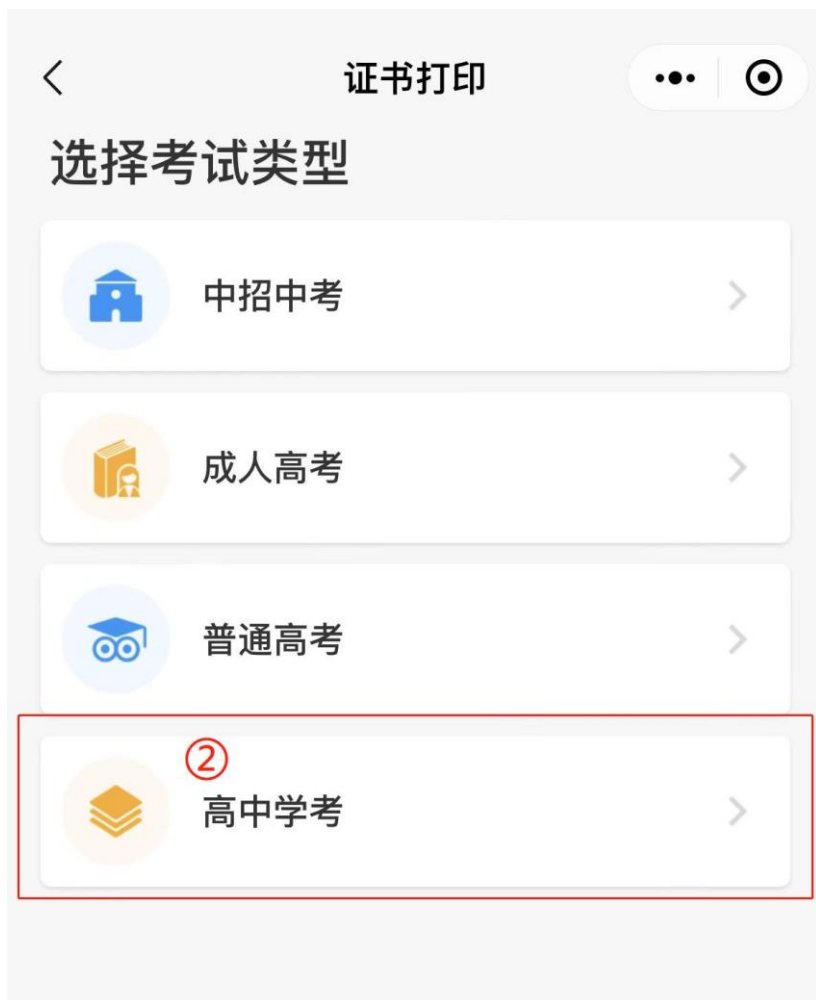 证书打印
选择考试类型
中招中考
成人高考
普通高考
②
高中学考